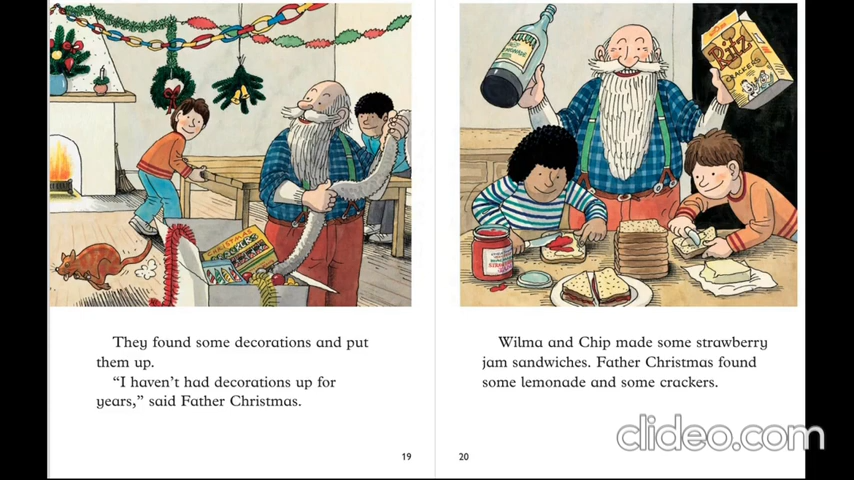 They found some decorations and put
them up.
"I haven't had decorations up for
years," said Father Christmas.
19
RiTZ
CRACKERS
Wilma and Chip made some strawberry
jam sandwiches. Father Christmas found
some lemonade and some crackers.
20
clideo.com